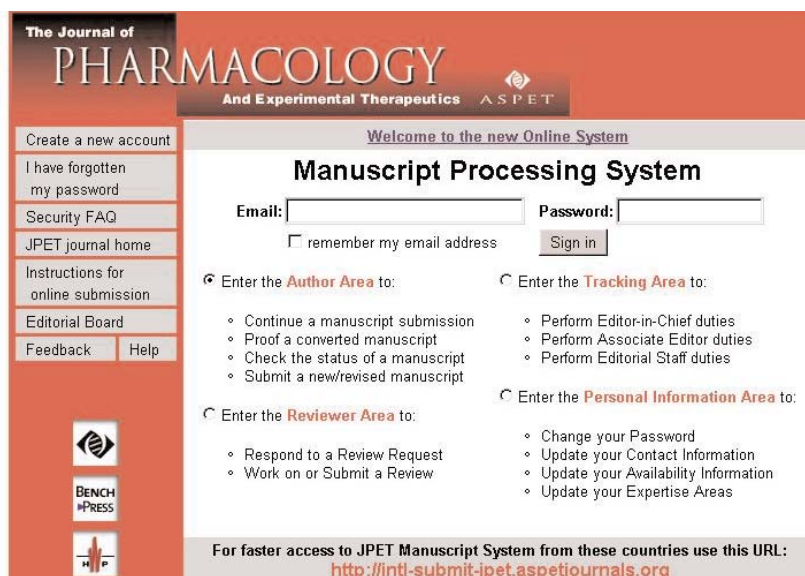 The Journal of
PHARMACOLOGY
And Experimental Therapeutics ASPET
Create a new account
I have forgotten
my password
Security FAQ
JPET journal home
Instructions for
online submission
Editorial Board
Feedback
Help
BENCH
PRESS
H P
Welcome to the new Online System
Manuscript Processing System
Email: Password:
remember my email address Sign in
Enter the Author Area to:
Continue a manuscript submission
Proof a converted manuscript
Check the status of a manuscript
Submit a new/revised manuscript
Enter the Reviewer Area to:
Respond to a Review Request
Work on or Submit a Review
Enter the Tracking Area to:
Perform Editor-in-Chief duties
Perform Associate Editor duties
Perform Editorial Staff duties
Enter the Personal Information Area to:
Change your Password
Update your Contact Information
Update your Availability Information
Update your Expertise Areas
For faster access to JPET Manuscript System from these countries use this URL:
http://intl-submit-jpet.aspetjournals.org